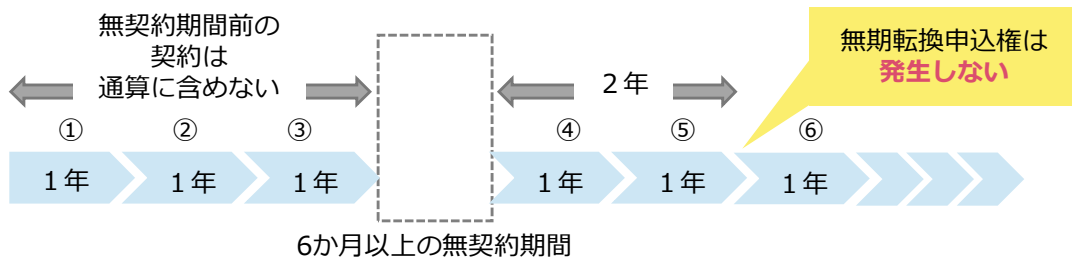 無契約期間前の
契約は
通算に含めない
2年
無期転換申込権は
発生しない
① ② ③ ④ ⑤ ⑥
1年 1年 1年 1年 1年 1年
6か月以上の無契約期間